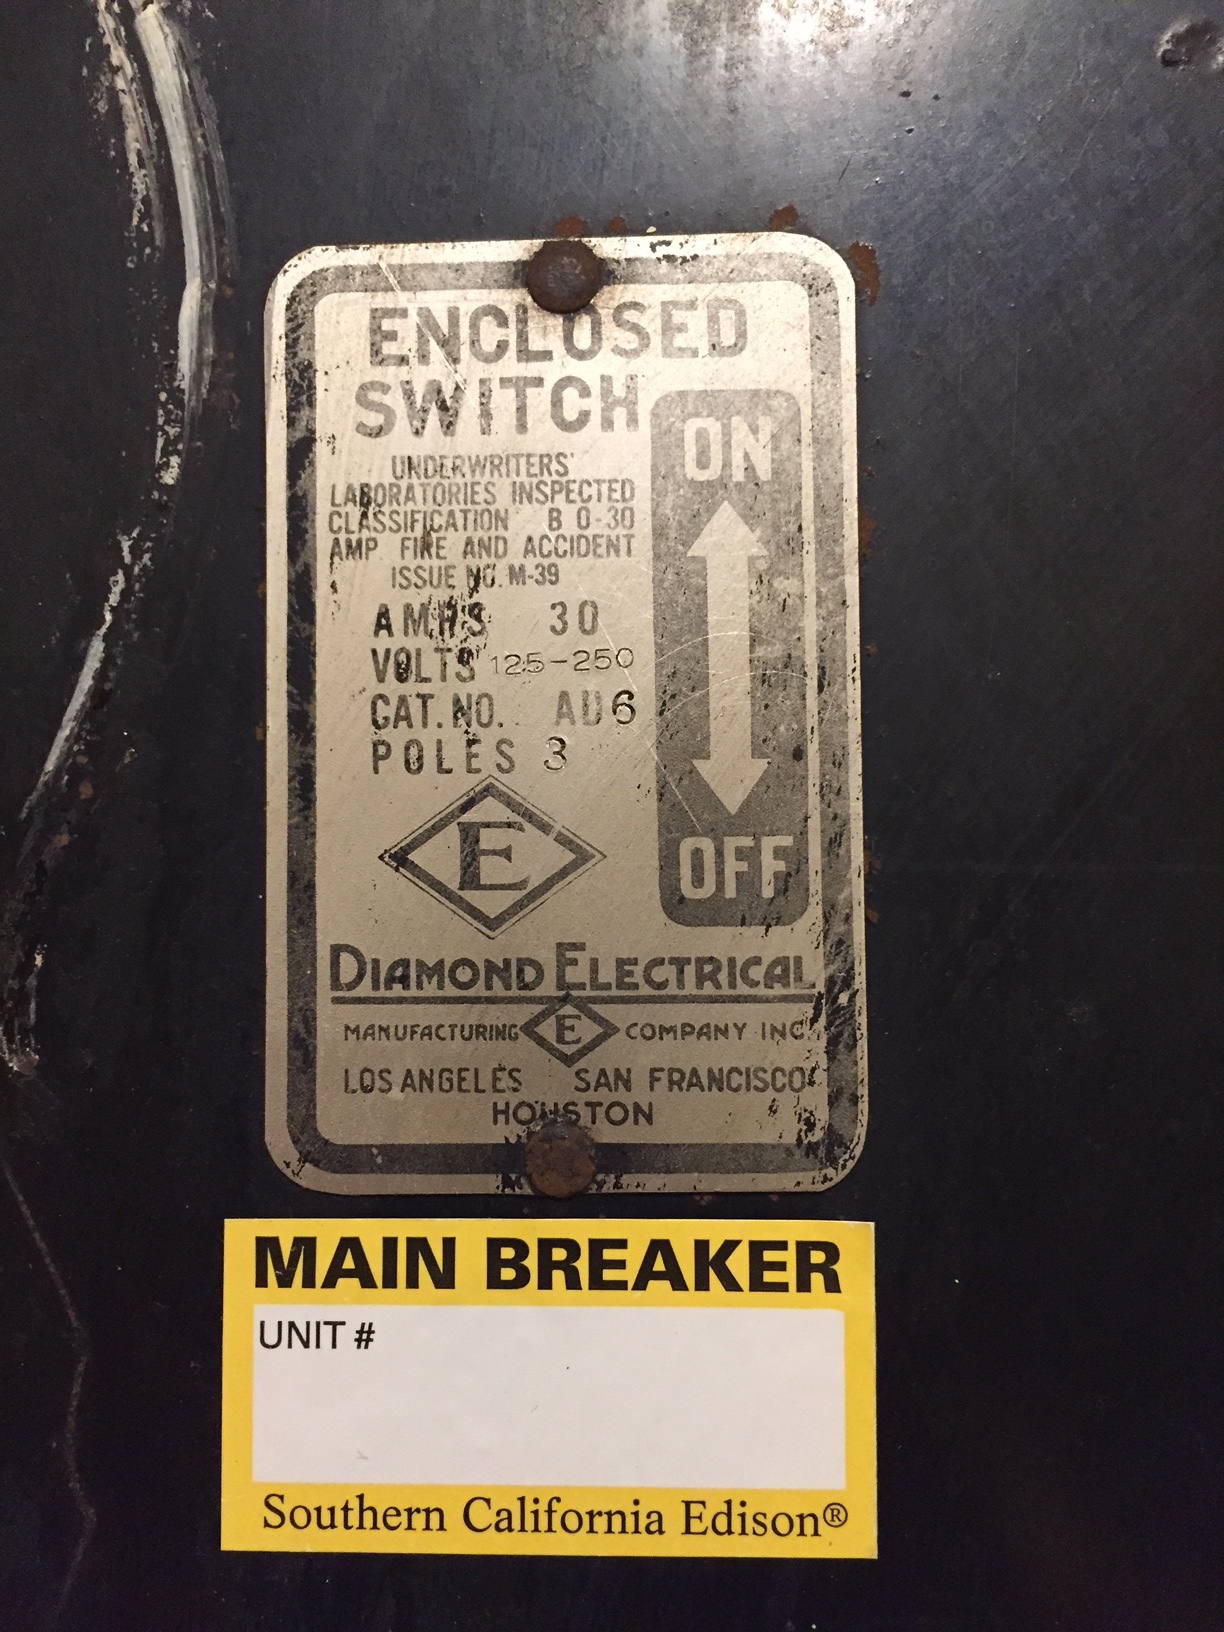 ENCLOSED
SWITCH
ON
UNDERWRITERS'
LABORATORIES INSPECTED
CLASSIFICATION B 0-30
AMP. FIRE AND ACCIDENT
ISSUE NO. M-39
AMPS 30
VOLTS 125-250
CAT. NO. AD6
POLES 3
E
OFF
DIAMOND ELECTRICAL
MANUFACTURING E COMPANY INC.
LOS ANGELES SAN FRANCISCO
HOUSTON
MAIN BREAKER
UNIT #
Southern California Edison®